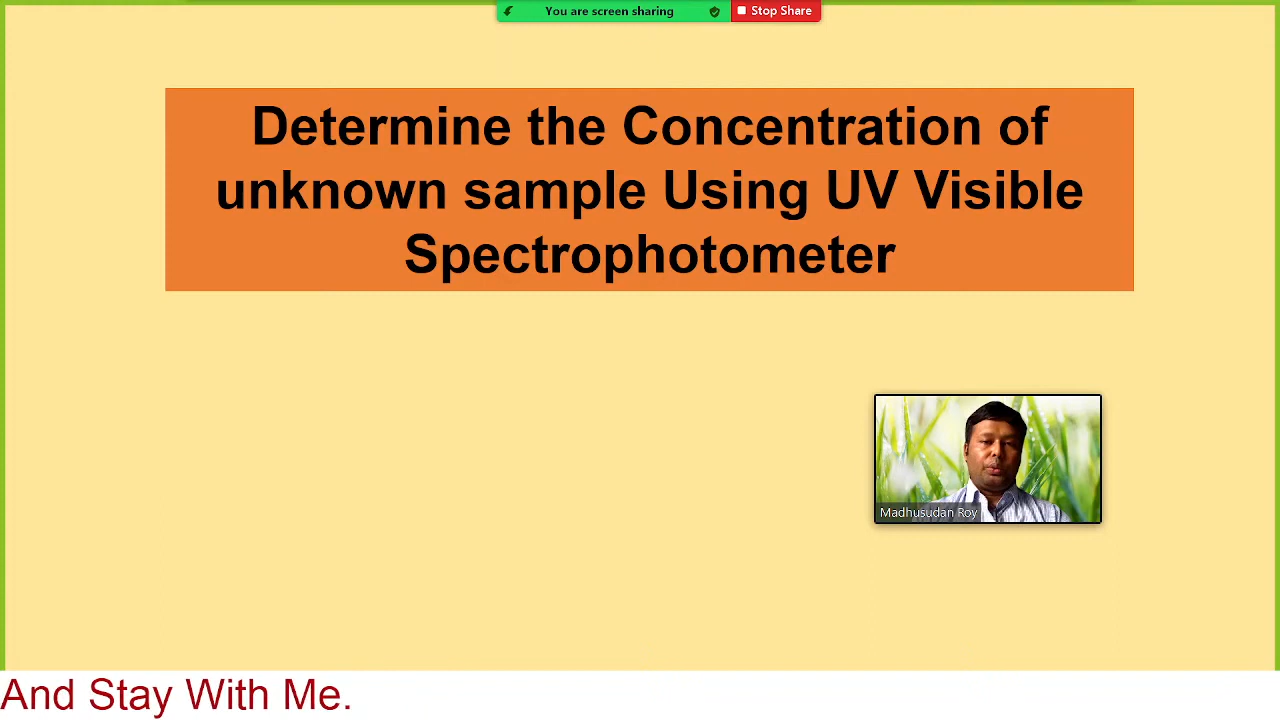 You are screen sharing
Stop Share
Determine the Concentration of
unknown sample Using UV Visible
Spectrophotometer
Madhusudan Roy
And Stay With Me.